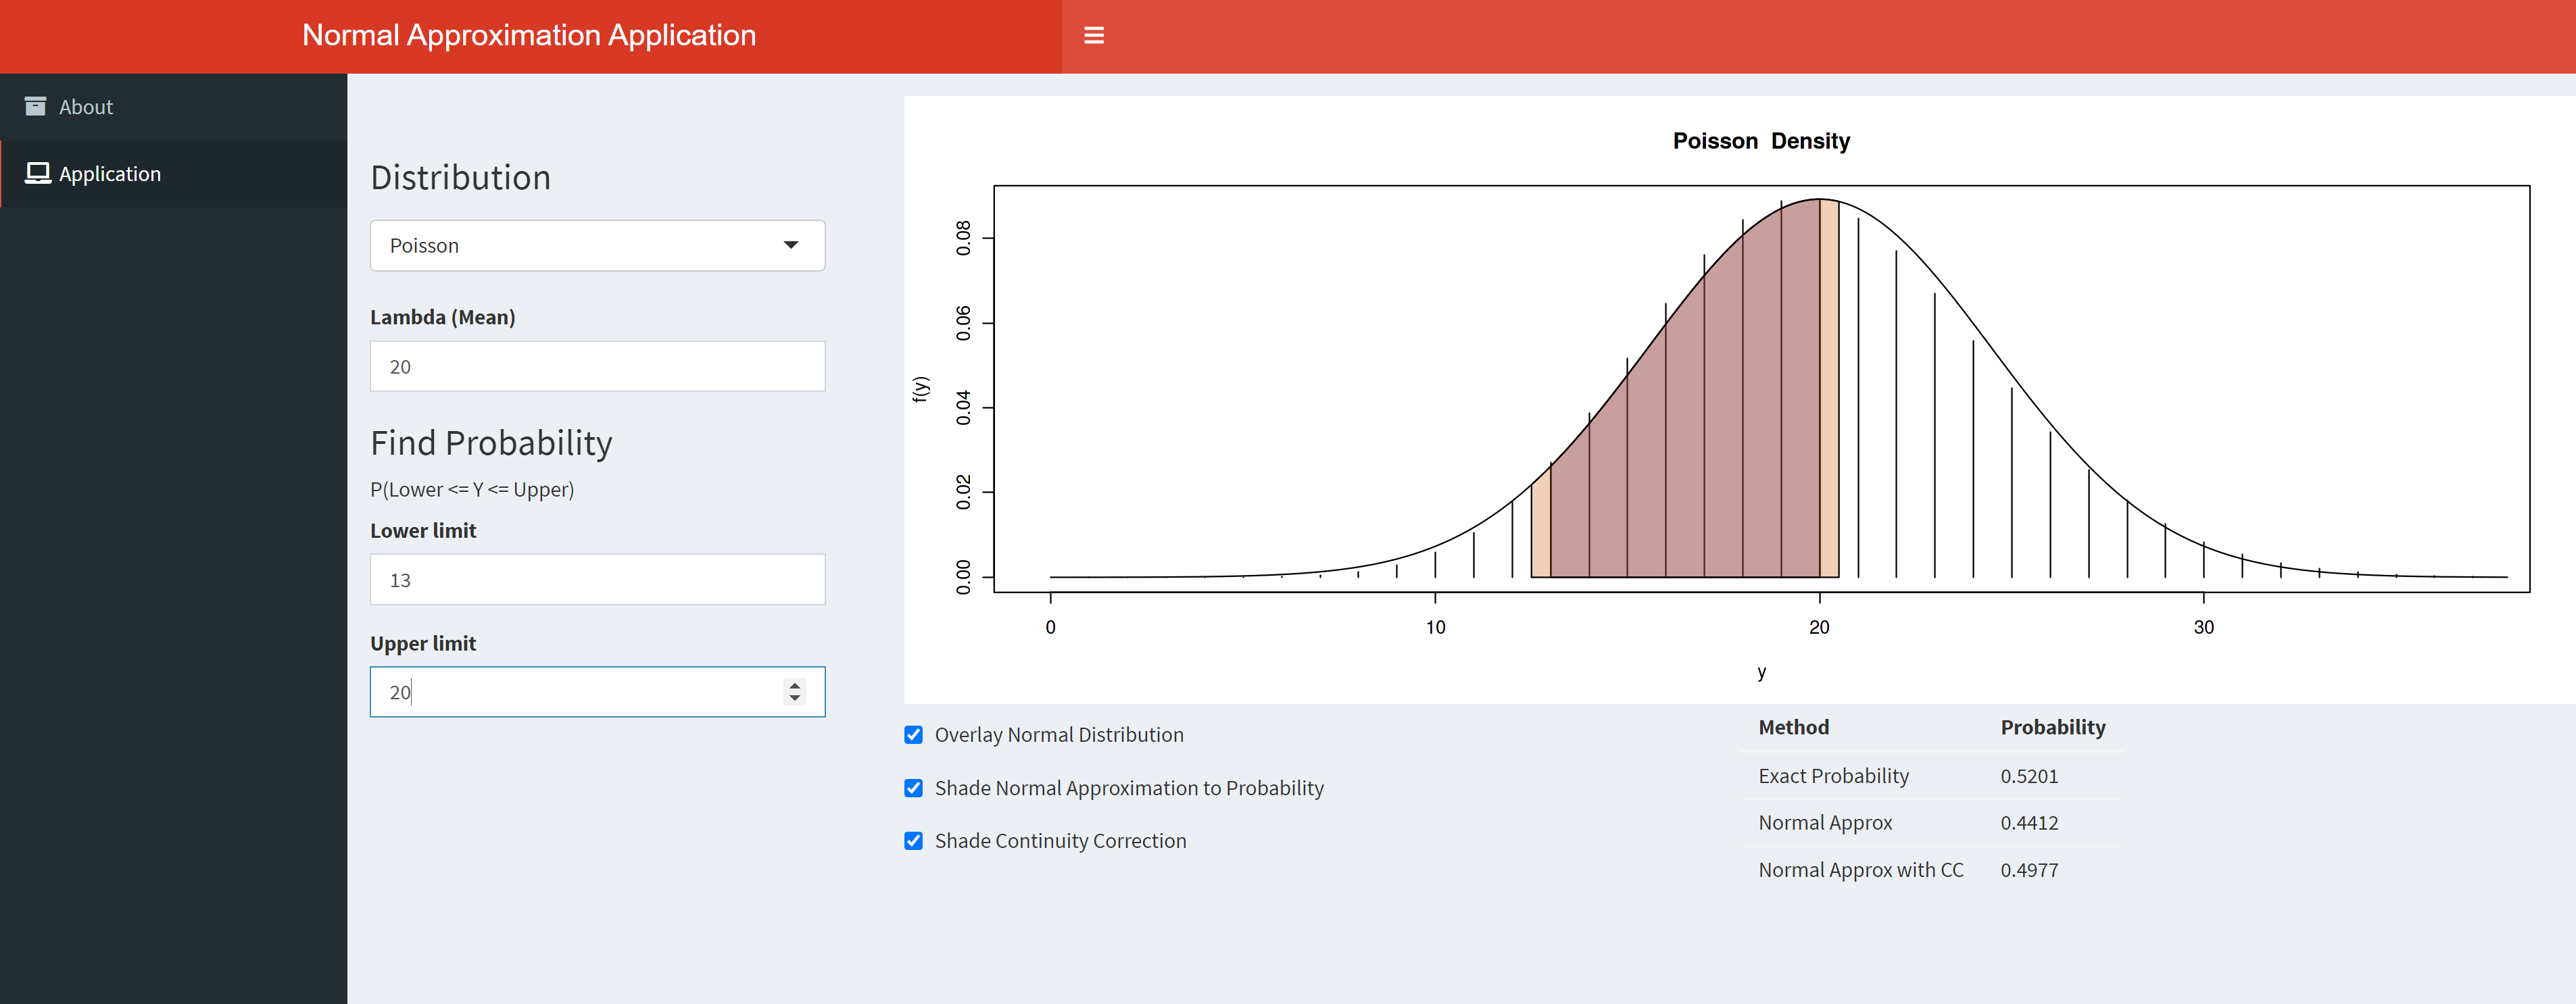 Normal Approximation Application
About
Application
Distribution
Poisson
Lambda (Mean)
20
Find Probability
P(Lower <= Y <= Upper)
Lower limit
13
Upper limit
20
Poisson  Density
f(y)
0.08
0.06
0.04
0.02
0.00
0 10 20 30
y
Overlay Normal Distribution
Shade Normal Approximation to Probability
Shade Continuity Correction
Method Probability
Exact Probability 0.5201
Normal Approx 0.4412
Normal Approx with CC 0.4977